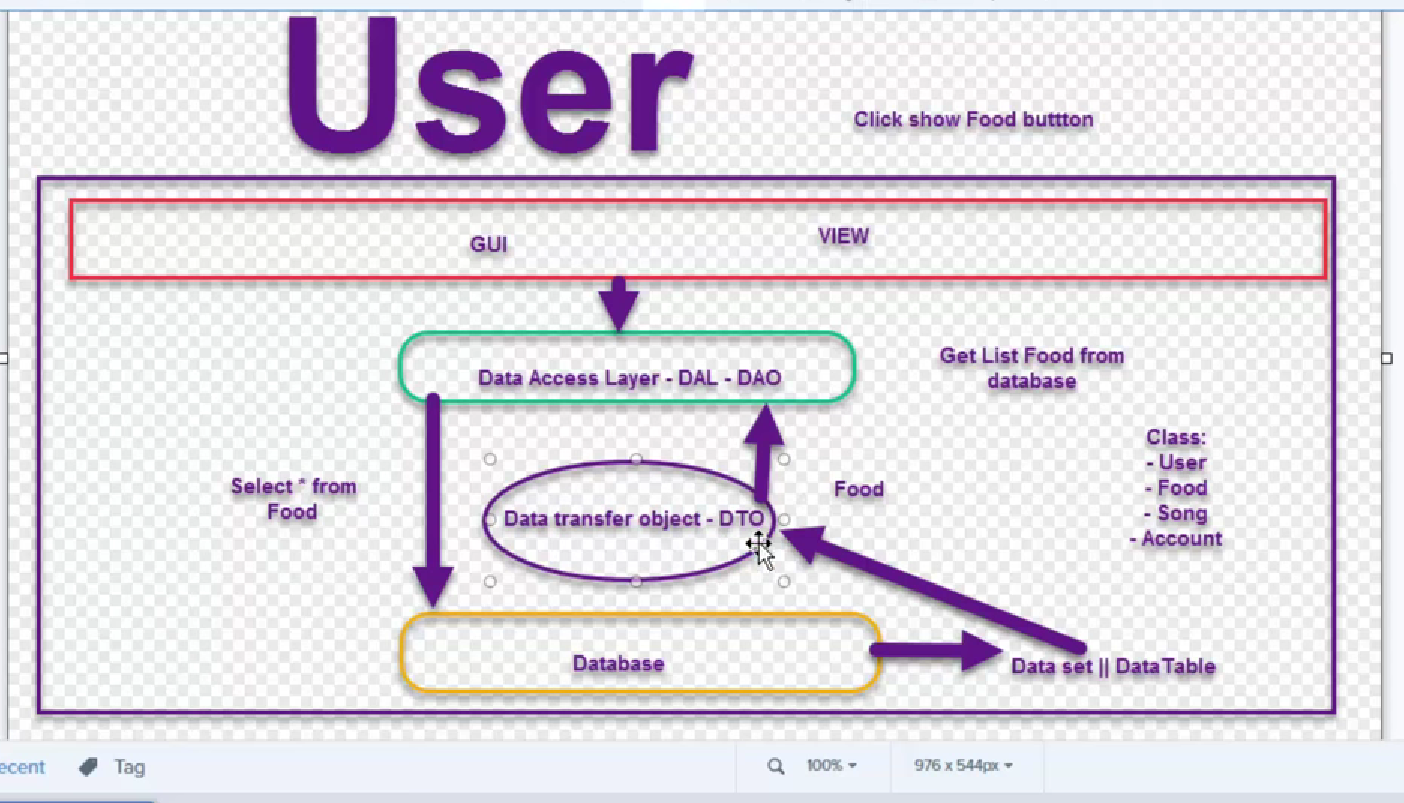 User
Click show Food buttton
GUI
VIEW
Data Access Layer - DAL - DAO
Get List Food from
database
Class:
- User
- Food
- Song
- Account
Select * from
Food
Data transfer object - DTO
Food
Database
Data set || DataTable
ecent
Tag
100%
976 x 544px